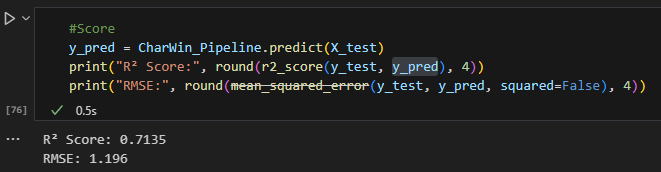 #Score
y_pred = CharWin_Pipeline.predict(X_test)
print("R² Score:", round(r2_score(y_test, y_pred), 4))
print("RMSE:", round(mean_squared_error(y_test, y_pred, squared=False), 4))
[76]
0.5s
R² Score: 0.7135
RMSE: 1.196